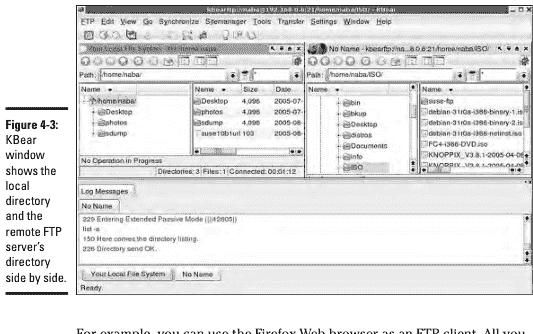 kbearftp://naba@192.168.0.6:21/home/naba/ISO/ - KBear
FTP Edit View Go Synchronize Sitemanager Tools Transfer Settings Window Help
Your Local File System
No Name - kbearftp://na...8.0.6:21/home/naba/ISO/
Path: /home/naba/
Path: /home/naba/ISO/
Name Name Size Date
/home/naba/
Desktop
photos
sdump
Desktop 4,096 2005-07-
photos 4,096 2005-07-
sdump 4,096 2005-08-
103 2005-08-
No Operation in Progress
Directories: 3 Files: 1 Connected: 00:01:12
Name Name
bin
bkup
Desktop
distros
Documents
info
ISO
suse-ftp
debian-31r0a-i386-binary-1.is
debian-31r0a-i386-binary-2.is
debian-31r0a-i386-netinst.iso
FC4-i386-DVD.iso
KNOPPIX_V3.8.1-2005-04-08
Log Messages
No Name
229 Entering Extended Passive Mode (|||42805|)
list -a
150 Here comes the directory listing.
226 Directory send OK.
Your Local File System No Name
Ready.
Figure 4-3:
KBear
window
shows the
local
directory
and the
remote FTP
server's
directory
side by side.
For example, you can use the Firefox Web browser as an FTP client. All you